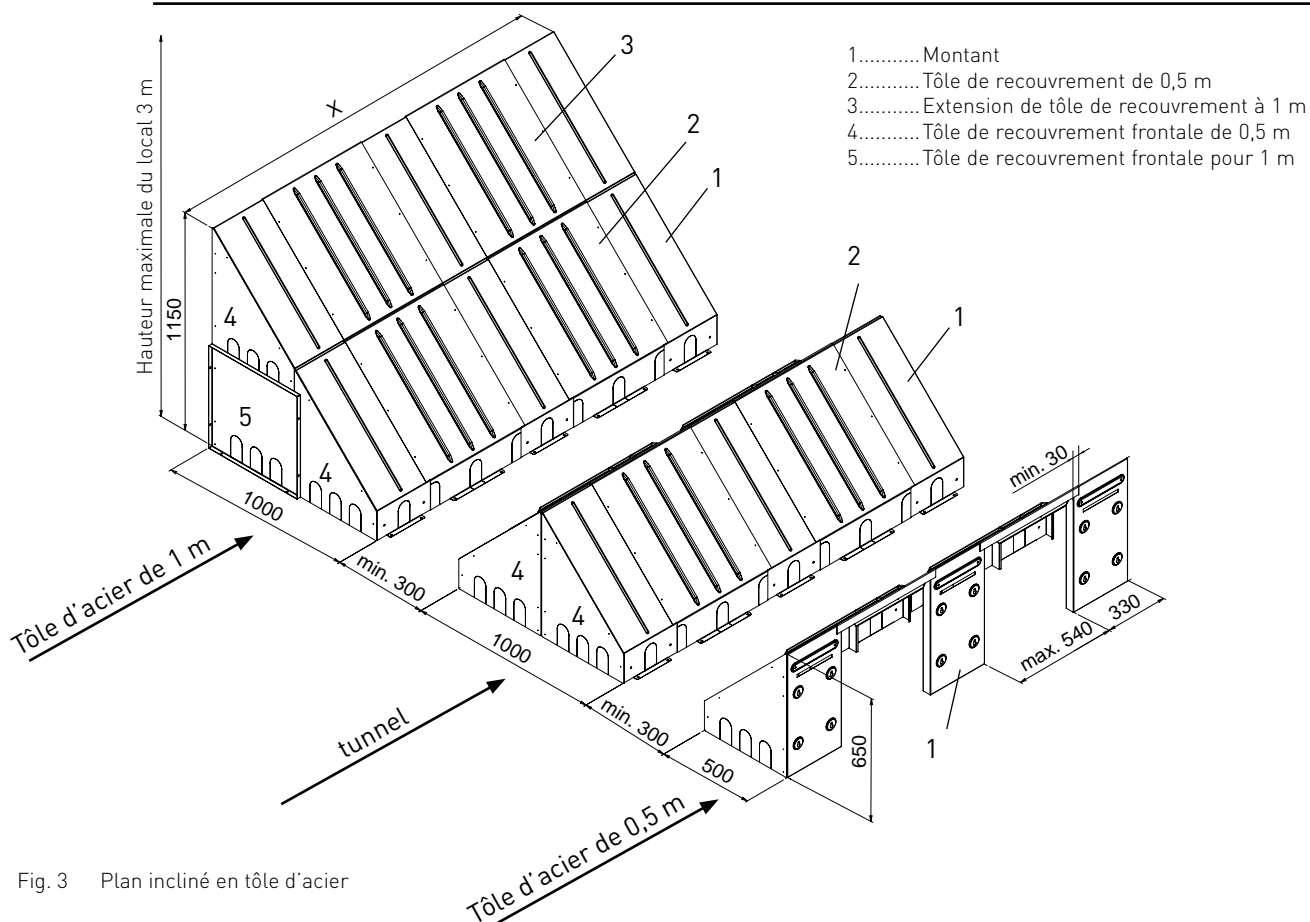 Hauteur maximale du local 3 m
X
3
2
1
1150
4
5
4
1000
Tôle d'acier de 1 m
min. 300
1........... Montant
2........... Tôle de recouvrement de 0,5 m
3........... Extension de tôle de recouvrement à 1 m
4........... Tôle de recouvrement frontale de 0,5 m
5........... Tôle de recouvrement frontale pour 1 m
2
1
4
4
1000
tunnel
min. 300
min. 30
330
max. 540
1
650
500
Tôle d'acier de 0,5 m
Fig. 3 Plan incliné en tôle d'acier